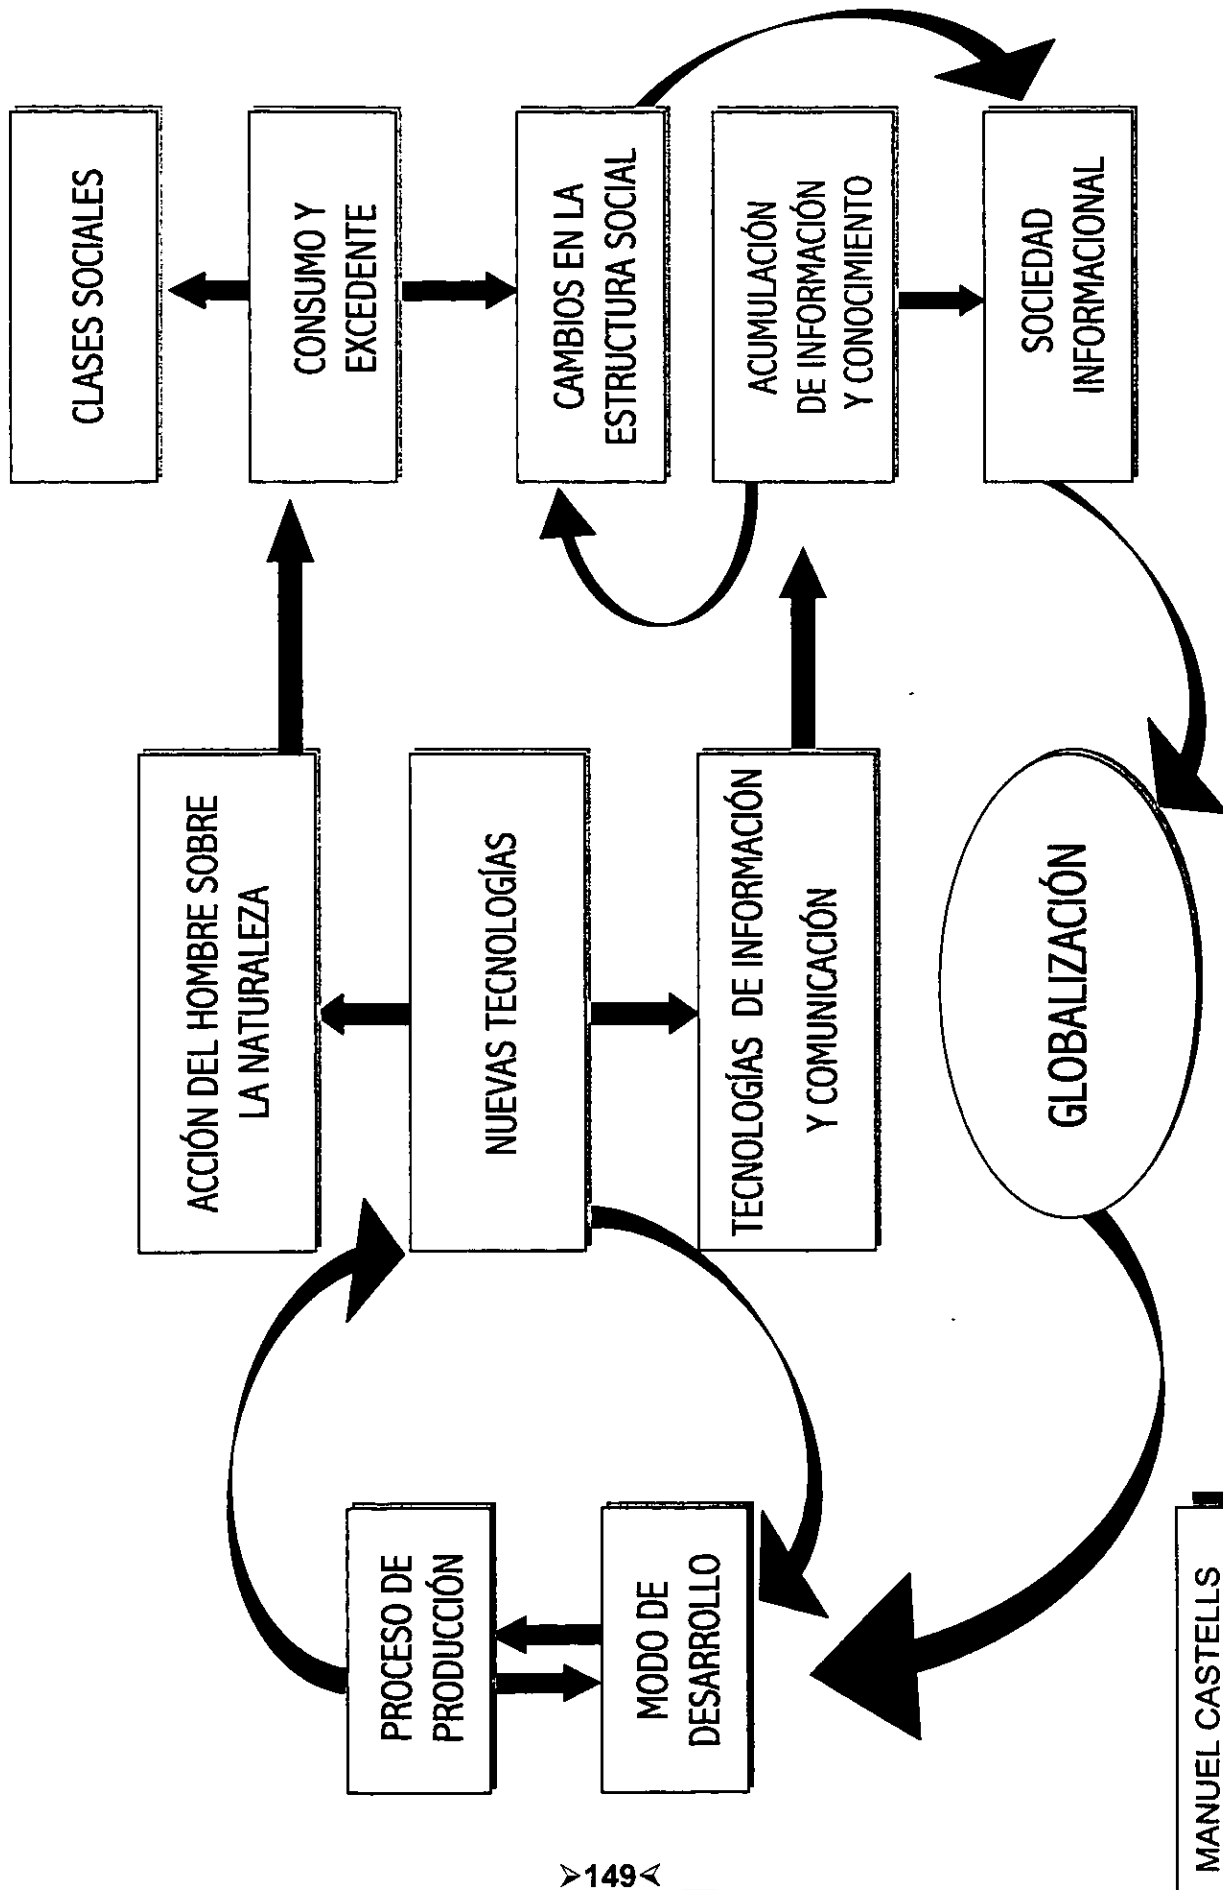 CLASES SOCIALES
CONSUMO Y
EXCEDENTE
CAMBIOS EN LA
ESTRUCTURA SOCIAL
ACUMULACIÓN
DE INFORMACIÓN
Y CONOCIMIENTO
SOCIEDAD
INFORMACIONAL
ACCIÓN DEL HOMBRE SOBRE
LA NATURALEZA
NUEVAS TECNOLOGÍAS
TECNOLOGÍAS DE INFORMACIÓN
Y COMUNICACIÓN
GLOBALIZACIÓN
PROCESO DE
PRODUCCIÓN
MODO DE
DESARROLLO
MANUEL CASTELLS
>149<